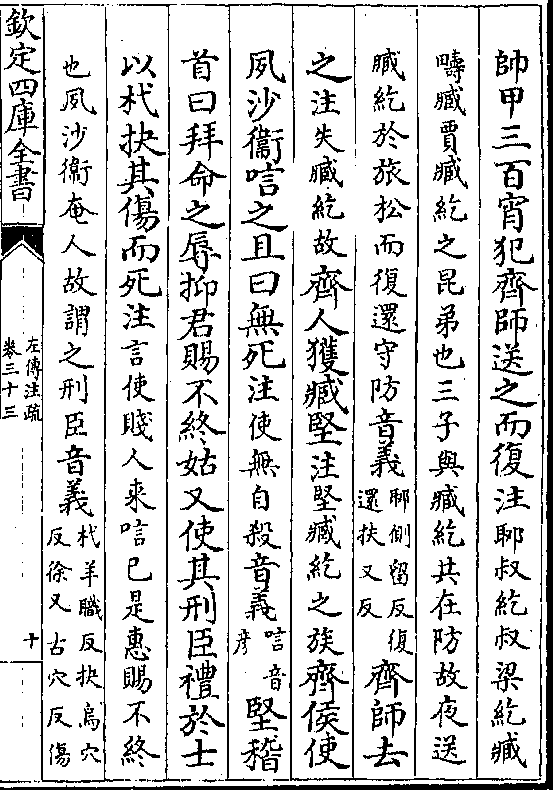 帥甲三百宵犯齊師送之而復注耶叔紇叔梁紇臧
疇臧賈臧紇之昆弟也三子與臧紇共在防故夜送
臧紇於旅松而復還守防音義耶側留反復還扶又反齊師去
之注失臧紇故齊人獲臧堅注堅臧紇之族齊侯使
夙沙衞唁之且曰無死注使無自殺音義唁音彦堅稽
首曰拜命之辱抑君賜不終姑又使其刑臣禮於士
以杙抉其傷而死注言使賤人来唁己是惠賜不終
也夙沙衞奄人故謂之刑臣音義杙羊職反抉烏穴反徐又古穴反傷
欽定四庫全書
左傳注疏
卷三十三
十